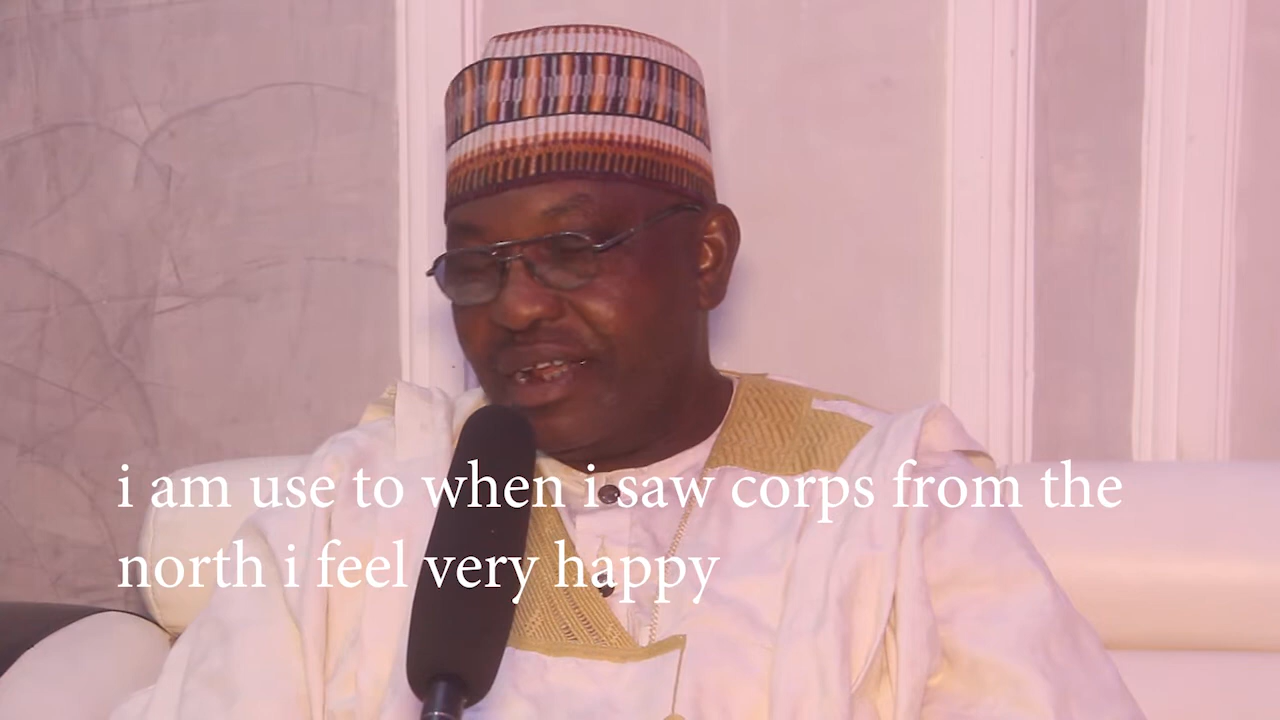 i am use to when i saw corps from the
north i feel very happy